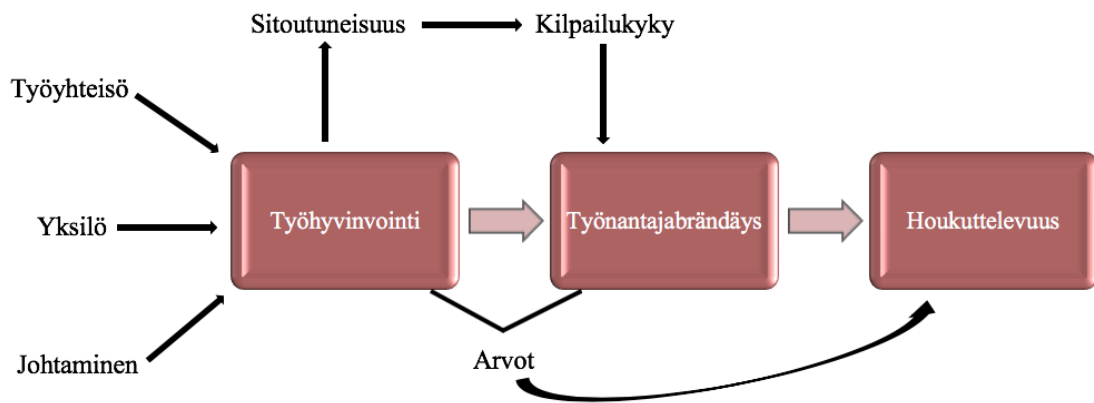 Sitoutuneisuus
Kilpailukyky
Työyhteisö
Yksilö
Työhyvinvointi
Työnantajabrändäys
Houkuttelevuus
Johtaminen
Arvot